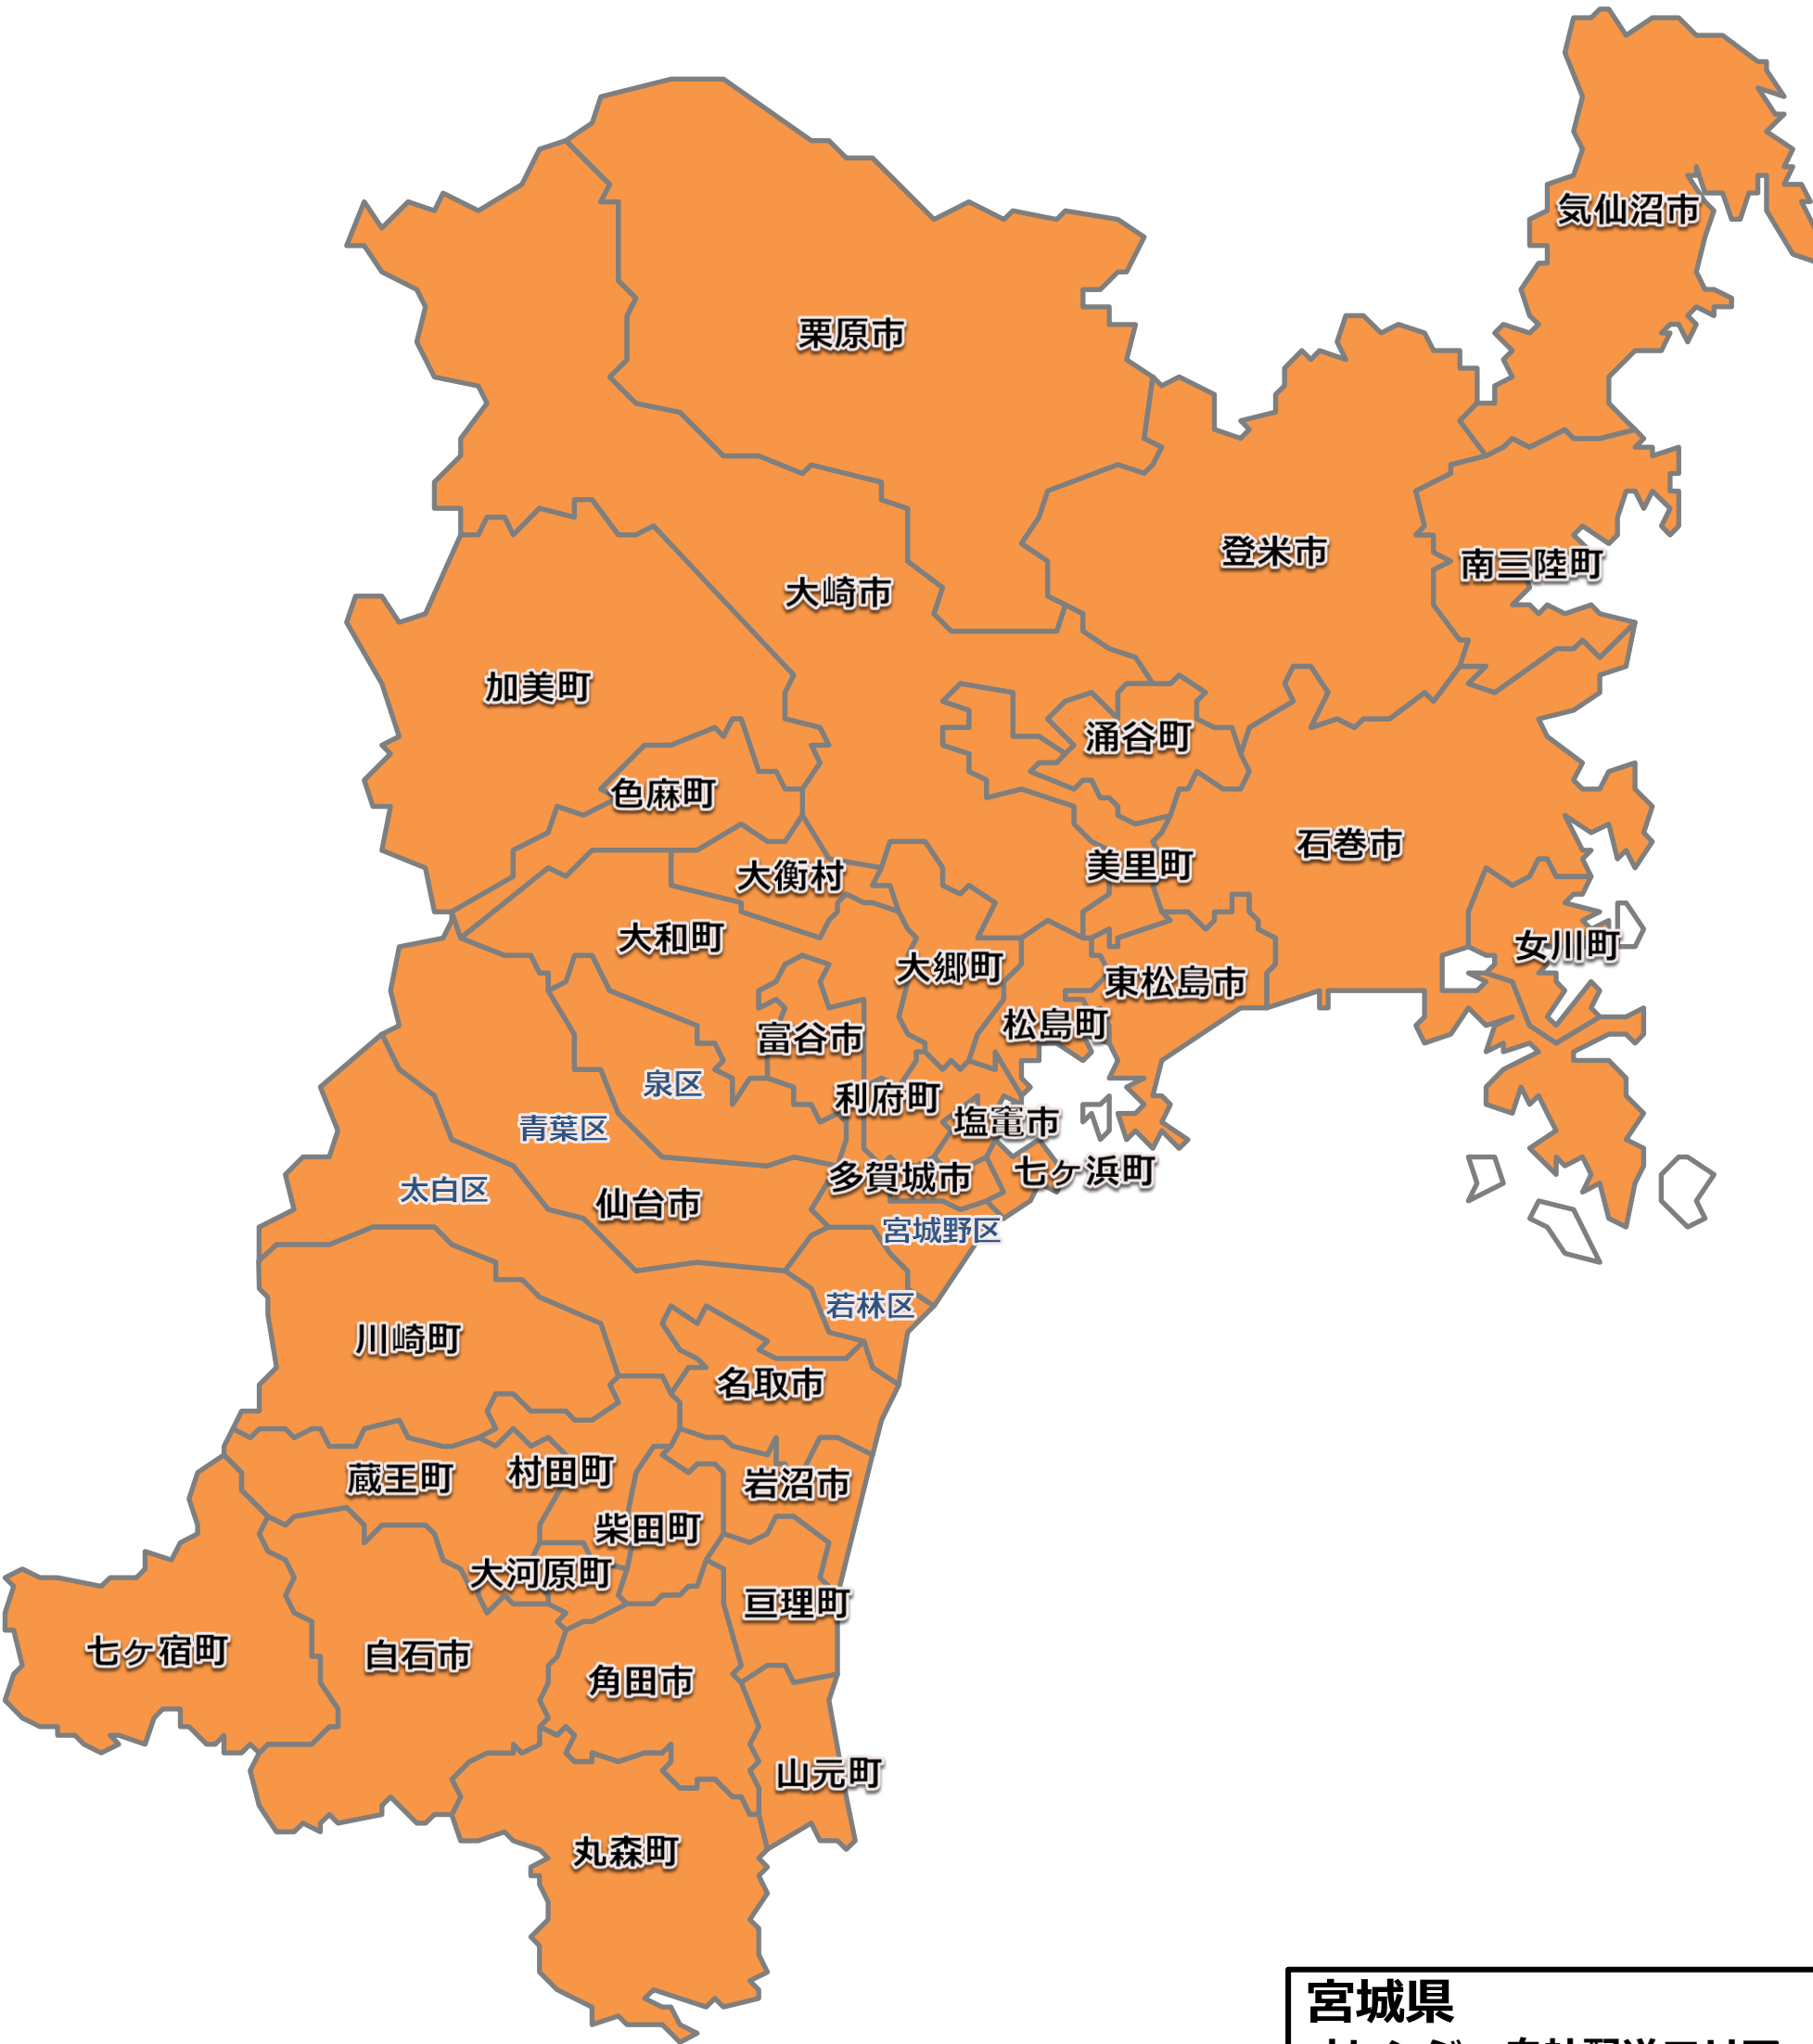 気仙沼市
栗原市
登米市
南三陸町
大崎市
加美町
涌谷町
色麻町
石巻市
美里町
大衡村
大和町
女川町
大郷町
東松島市
松島町
富谷市
泉区
利府町
塩竈市
青葉区
七ヶ浜町
多賀城市
太白区
仙台市
宮城野区
若林区
川崎町
名取市
村田町
蔵王町
岩沼市
柴田町
大河原町
亘理町
七ヶ宿町
白石市
角田市
山元町
丸森町
宮城県